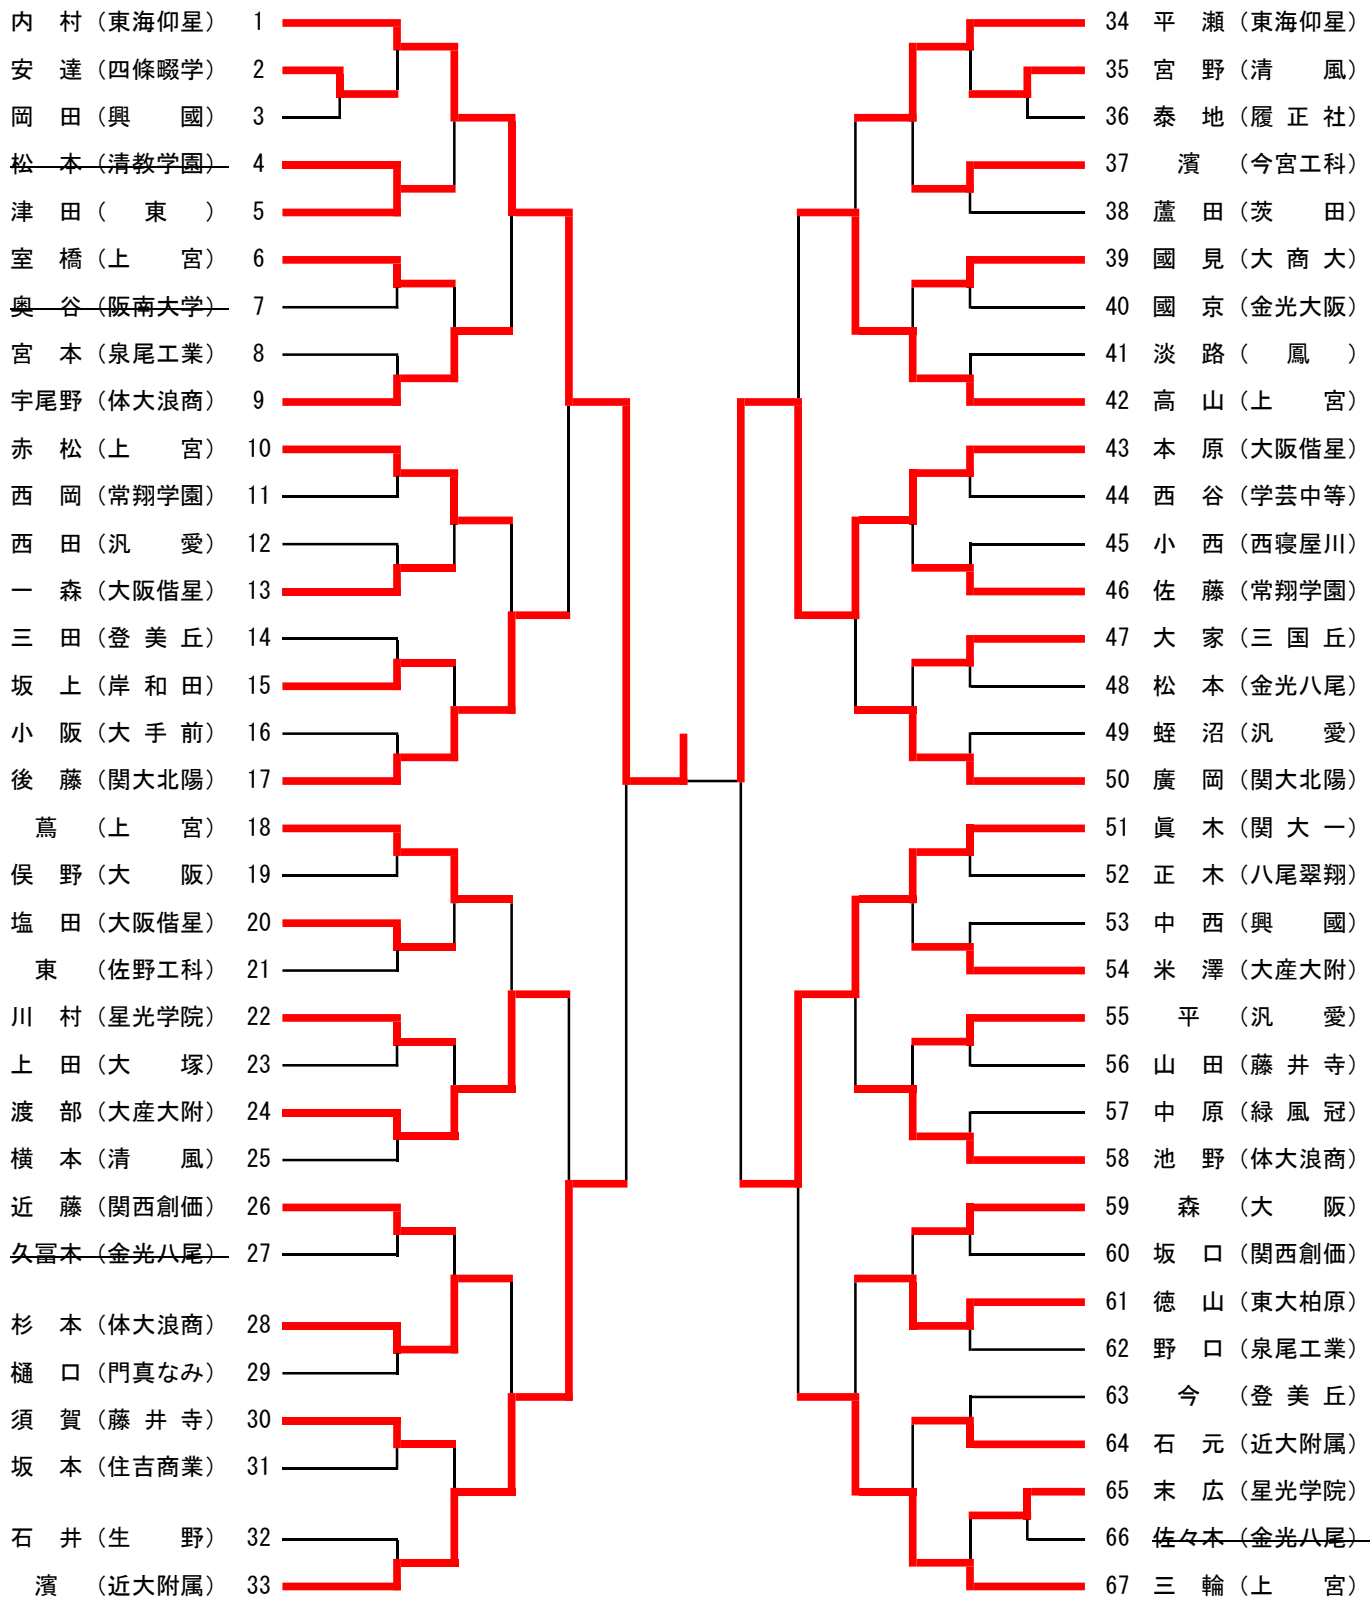 内　村（東海仰星）　1
安　達（四條畷学）　2
岡　田（興　　國）　3
松　本（清教学園）　4
津　田（　東　）　5
室　橋（上　　宮）　6
奥　谷（阪南大学）　7
宮　本（泉尾工業）　8
宇尾野（体大浪商）　9
赤　松（上　　宮）　10
西　岡（常翔学園）　11
西　田（汎　　愛）　12
一　森（大阪偕星）　13
三　田（登 美 丘）　14
坂　上（岸 和 田）　15
小　阪（大 手 前）　16
後　藤（関大北陽）　17
蔦　（上　　宮）　18
俣　野（大　　阪）　19
塩　田（大阪偕星）　20
東　（佐野工科）　21
川　村（星光学院）　22
上　田（大　　塚）　23
渡　部（大産大附）　24
横　本（清　　風）　25
近　藤（関西創価）　26
久冨木（金光八尾）　27
杉　本（体大浪商）　28
樋　口（門真なみ）　29
須　賀（藤 井 寺）　30
坂　本（住吉商業）　31
石　井（生　　野）　32
濱　（近大附属）　33
34　平　瀬（東海仰星）
35　宮　野（清　　風）
36　泰　地（履 正 社）
37　濱　（今宮工科）
38　蘆　田（茨　　田）
39　國　見（大 商 大）
40　國　京（金光大阪）
41　淡　路（　鳳　）
42　高　山（上　　宮）
43　本　原（大阪偕星）
44　西　谷（学芸中等）
45　小　西（西寝屋川）
46　佐　藤（常翔学園）
47　大　家（三 国 丘）
48　松　本（金光八尾）
49　蛭　沼（汎　　愛）
50　廣　岡（関大北陽）
51　眞　木（関 大 一）
52　正　木（八尾翠翔）
53　中　西（興　　國）
54　米　澤（大産大附）
55　平　（汎　　愛）
56　山　田（藤 井 寺）
57　中　原（緑 風 冠）
58　池　野（体大浪商）
59　森　（大　　阪）
60　坂　口（関西創価）
61　徳　山（東大柏原）
62　野　口（泉尾工業）
63　今　（登 美 丘）
64　石　元（近大附属）
65　末　広（星光学院）
66　佐々木（金光八尾）
67　三　輪（上　　宮）